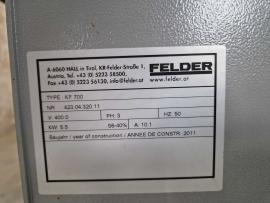 A-6060 HALL in Tirol, KR-Felder-Straße 1,
Austria, Tel. +43 (0) 5223 58500,
Fax +43 (0) 5223 56130, info@felder.at
FELDER
www.felder.at
TYPE: KF 700
NR: 423.04.320.11
V: 400.0 PH: 3 HZ: 50
KW: 5.5 S6-40% A: 10.1
Baujahr / year of construction / ANNEE DE CONSTR. 2011